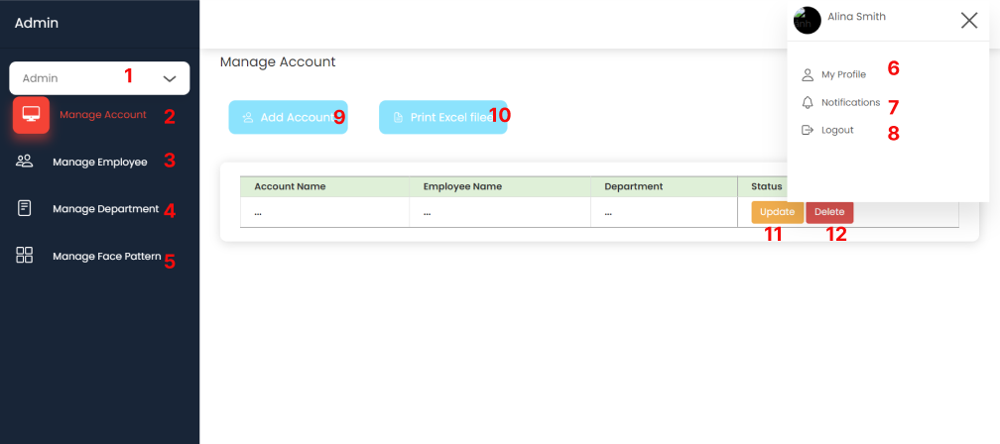 Admin
Alina Smith
Manage Account
Admin 1
My Profile 6
Manage Account 2
Notifications 7
Add Account 9
Print Excel filee 10
Logout 8
Manage Employee 3
Account Name Employee Name Department Status
Manage Department 4
... ... ... Update Delete
11 12
Manage Face Pattern 5